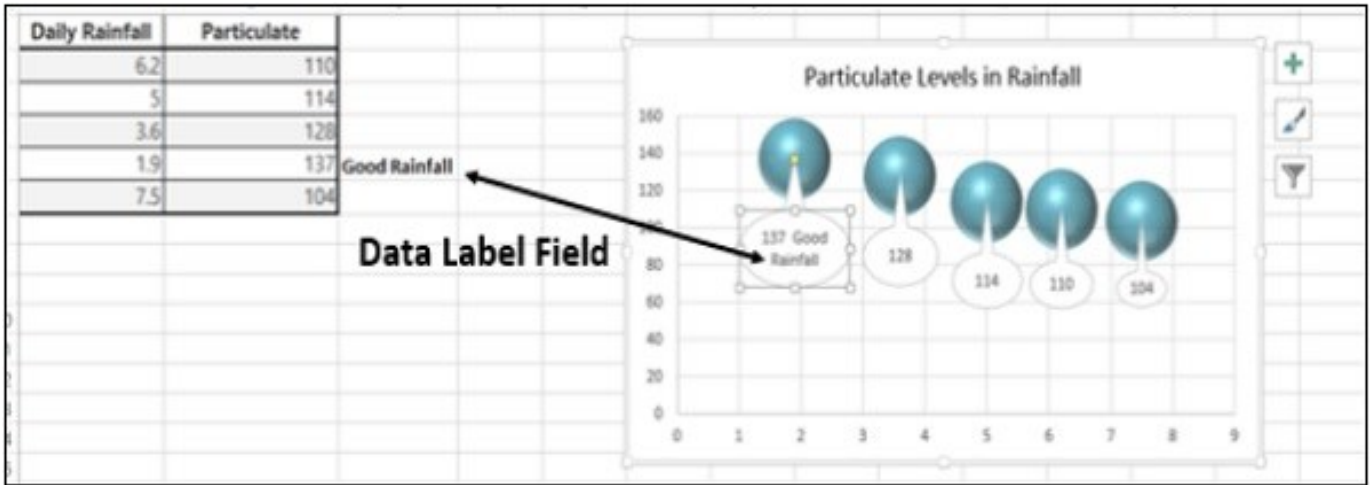 Daily Rainfall Particulate
6.2 110
5 114
3.6 128
1.9 137 Good Rainfall
7.5 104
Data Label Field
Particulate Levels in Rainfall
160
140
120
80
60
40
20
0
0 1 2 3 4 5 6 7 8 9
137 Good
Rainfall
128
114
110
104